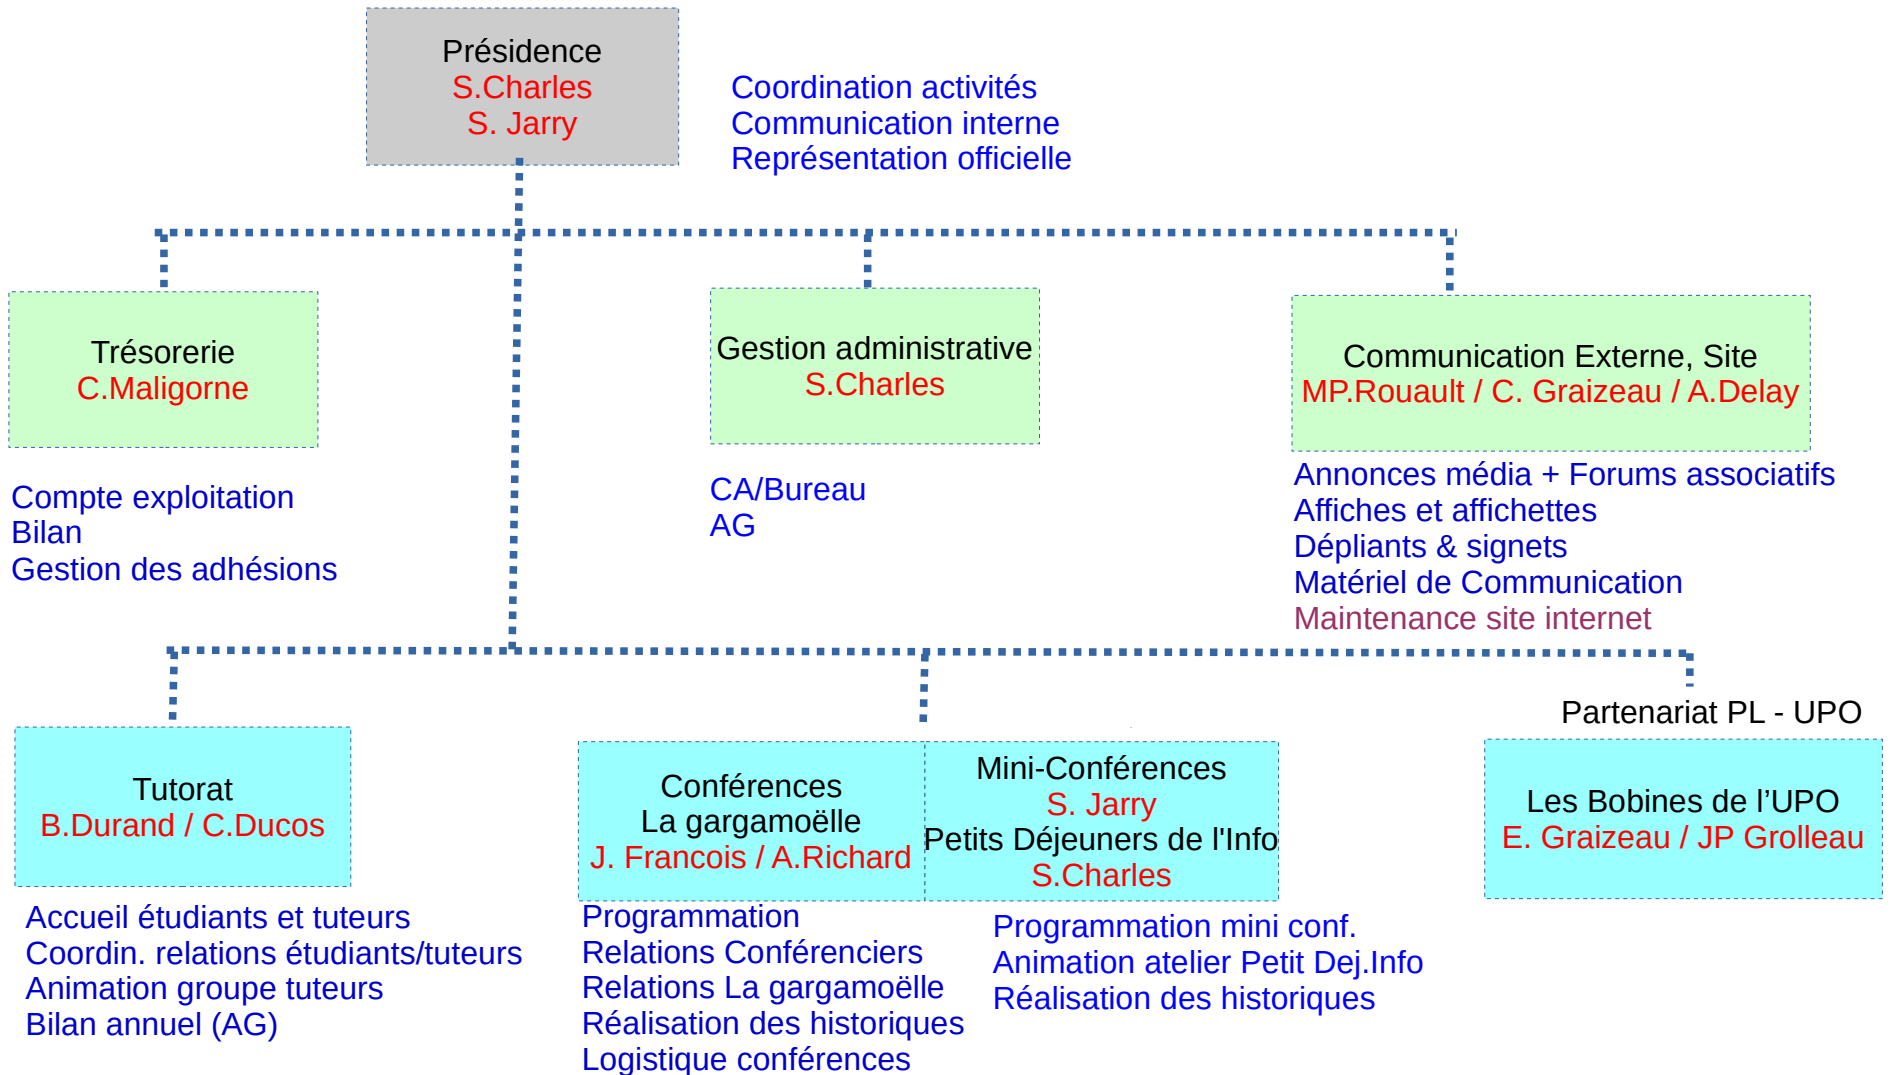 Présidence
S.Charles
S. Jarry
Coordination activités
Communication interne
Représentation officielle
Trésorerie
C.Maligorne
Compte exploitation
Bilan
Gestion des adhésions
Gestion administrative
S.Charles
CA/Bureau
AG
Communication Externe, Site
MP.Rouault / C. Graizeau / A.Delay
Annonces média + Forums associatifs
Affiches et affichettes
Dépliants & signets
Matériel de Communication
Maintenance site internet
Tutorat
B.Durand / C.Ducos
Accueil étudiants et tuteurs
Coordin. relations étudiants/tuteurs
Animation groupe tuteurs
Bilan annuel (AG)
Conférences
La gargamoëlle
J. Francois / A.Richard
Programmation
Relations Conférenciers
Relations La gargamoëlle
Réalisation des historiques
Logistique conférences
Mini-Conférences
S. Jarry
Petits Déjeuners de l'Info
S.Charles
Programmation mini conf.
Animation atelier Petit Dej.Info
Réalisation des historiques
Partenariat PL - UPO
Les Bobines de l’UPO
E. Graizeau / JP Grolleau